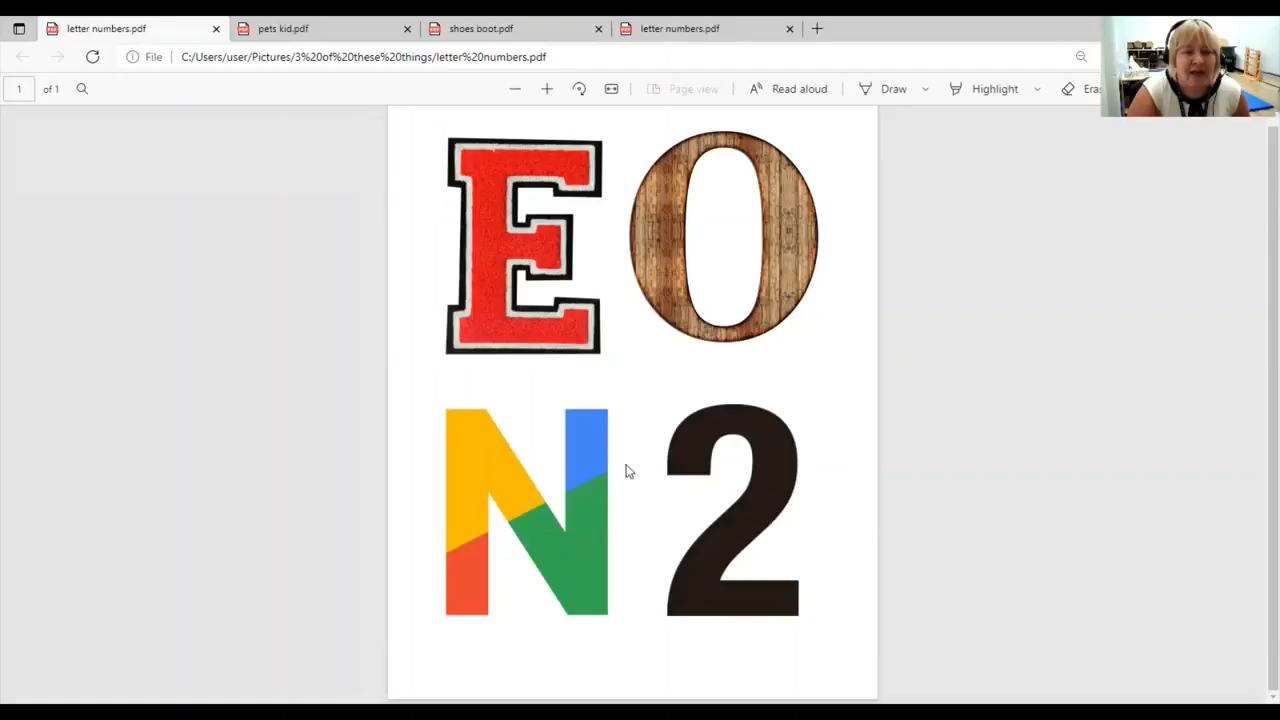 letter numbers.pdf
pets kid.pdf
shoes boot.pdf
letter numbers.pdf
File
C:/Users/user/Pictures/3%20of%20these%20things/letter%20numbers.pdf
1 of 1
Page view
Read aloud
Draw
Highlight
Eras
E O
N 2